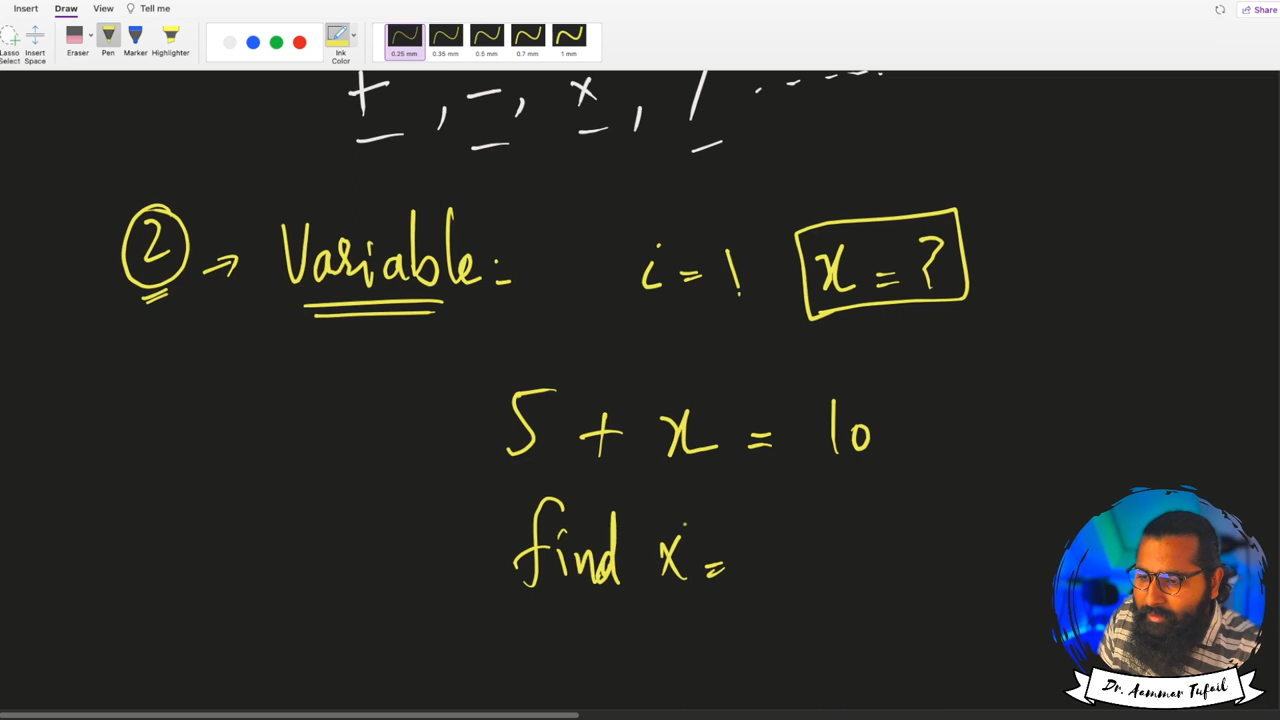 Insert Draw View Tell me
Share
Lasso Select
Insert Space
Eraser
Pen
Marker
Highlighter
Ink Color
0.25 mm
0.35 mm
0.5 mm
0.7 mm
1 mm
+ , - , × , / ......
2 → Variable:- i = 1 x = ?
5 + x = 10
find x =
Dr. Aammar Tufail